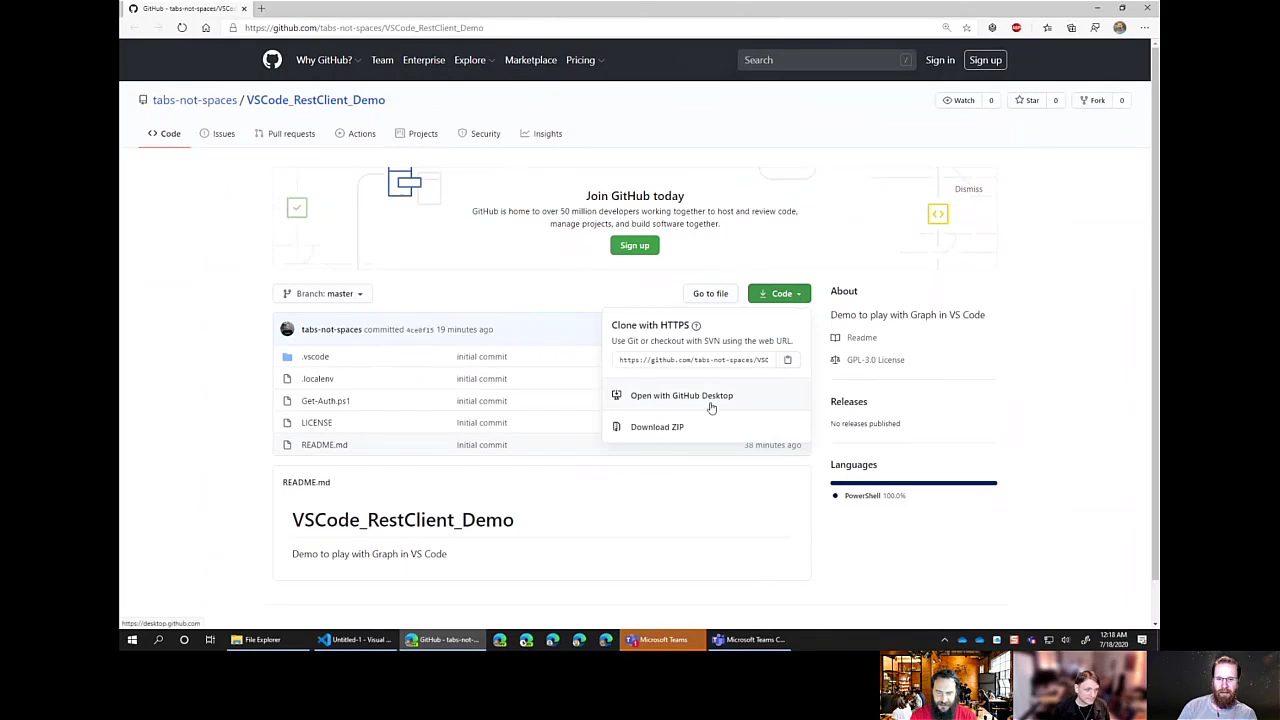 GitHub - tabs-not-spaces/VSCod
https://github.com/tabs-not-spaces/VSCode_RestClient_Demo
Why GitHub? Team Enterprise Explore Marketplace Pricing Search / Sign in Sign up
tabs-not-spaces / VSCode_RestClient_Demo Watch 0 Star 0 Fork 0
Code Issues Pull requests Actions Projects Security Insights
Join GitHub today
Dismiss
GitHub is home to over 50 million developers working together to host and review code,
manage projects, and build software together.
Sign up
Branch: master Go to file Code
tabs-not-spaces committed 4ce0f15 19 minutes ago
.vscode initial commit
.localenv initial commit
Get-Auth.ps1 initial commit
LICENSE Initial commit
README.md Initial commit 38 minutes ago
Clone with HTTPS ?
Use Git or checkout with SVN using the web URL.
https://github.com/tabs-not-spaces/VSC
Open with GitHub Desktop
Download ZIP
README.md
VSCode_RestClient_Demo
Demo to play with Graph in VS Code
About
Demo to play with Graph in VS Code
Readme
GPL-3.0 License
Releases
No releases published
Languages
PowerShell 100.0%
https://desktop.github.com
File Explorer Untitled-1 - Visual ... GitHub - tabs-not-... Microsoft Teams Microsoft Teams C...
12:18 AM
7/18/2020